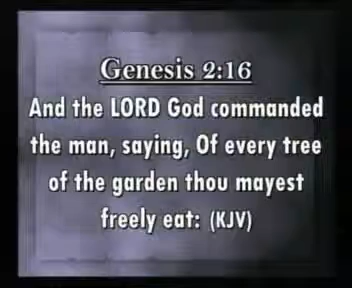 Genesis 2:16
And the LORD God commanded
the man, saying, Of every tree
of the garden thou mayest
freely eat: (KJV)